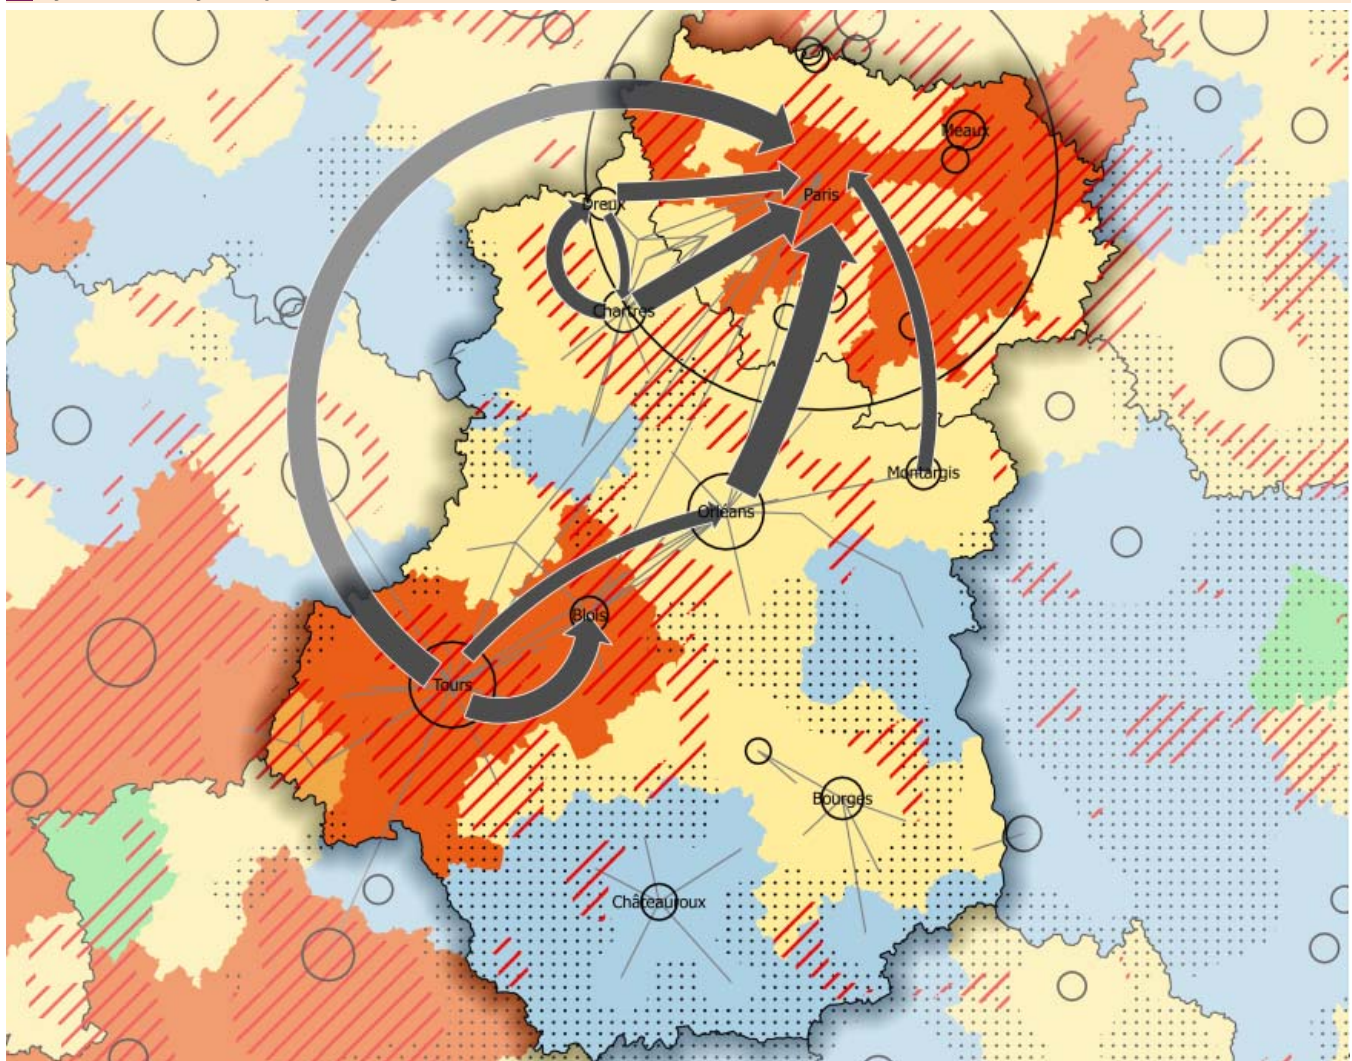 Meaux
Paris
Dreux
Chartres
Montargis
Orléans
Blois
Tours
Bourges
Châteauroux